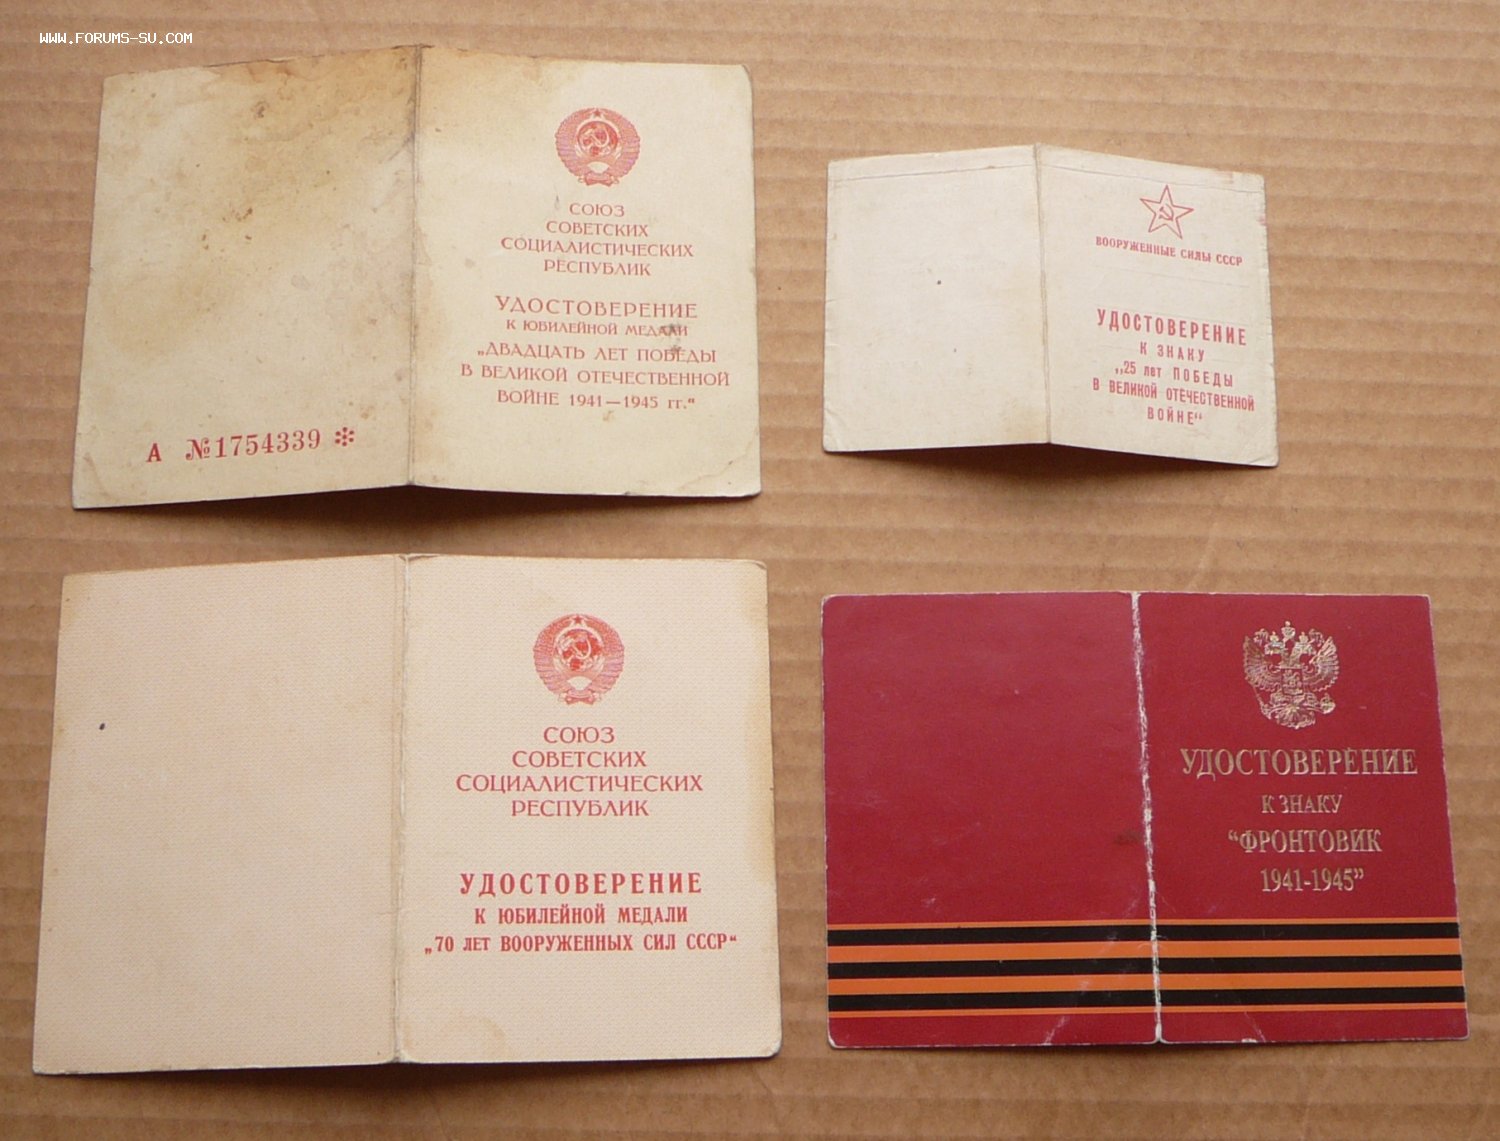 www.forums-su.com
СОЮЗ
СОВЕТСКИХ
СОЦИАЛИСТИЧЕСКИХ
РЕСПУБЛИК
УДОСТОВЕРЕНИЕ
К ЮБИЛЕЙНОЙ МЕДАЛИ
„ДВАДЦАТЬ ЛЕТ ПОБЕДЫ
В ВЕЛИКОЙ ОТЕЧЕСТВЕННОЙ
ВОЙНЕ 1941—1945 гг.“
А №1754339 *
ВООРУЖЕННЫЕ СИЛЫ СССР
УДОСТОВЕРЕНИЕ
К ЗНАКУ
„25 лет ПОБЕДЫ
В ВЕЛИКОЙ ОТЕЧЕСТВЕННОЙ
ВОЙНЕ“
СОЮЗ
СОВЕТСКИХ
СОЦИАЛИСТИЧЕСКИХ
РЕСПУБЛИК
УДОСТОВЕРЕНИЕ
К ЮБИЛЕЙНОЙ МЕДАЛИ
„70 ЛЕТ ВООРУЖЕННЫХ СИЛ СССР“
УДОСТОВЕРЕНИЕ
К ЗНАКУ
“ФРОНТОВИК
1941-1945”